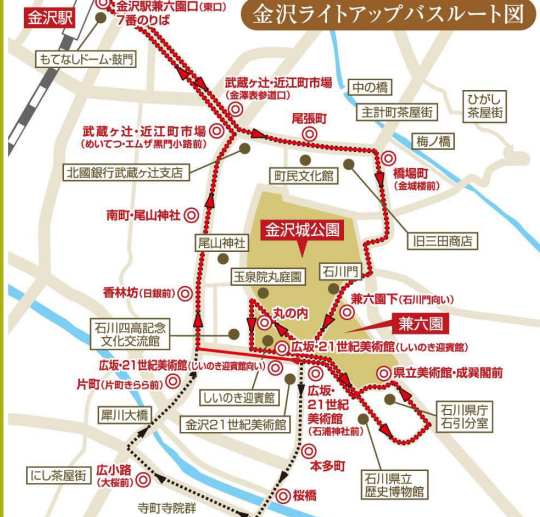 金沢ライトアップバスルート図
金沢駅
金沢駅兼六園口(東口)
7番のりば
もてなしドーム・鼓門
武蔵ヶ辻・近江町市場
(金澤表参道口)
中の橋
主計町茶屋街
ひがし
茶屋街
尾張町
梅ノ橋
武蔵ヶ辻・近江町市場
(めいてつ・エムザ黒門小路前)
橋場町
(金城楼前)
北國銀行武蔵ヶ辻支店
町民文化館
南町・尾山神社
旧三田商店
金沢城公園
尾山神社
石川門
玉泉院丸庭園
香林坊(日銀前)
兼六園下(石川門向い)
丸の内
兼六園
石川四高記念
文化交流館
広坂・21世紀美術館(しいのき迎賓館)
広坂・21世紀美術館(しいのき迎賓館向い)
県立美術館・成巽閣前
片町(片町きらら前)
しいのき迎賓館
広坂・
21世紀
美術館
(石浦神社前)
石川県庁
石引分室
犀川大橋
金沢21世紀美術館
本多町
にし茶屋街
広小路
(大桜前)
石川県立
歴史博物館
桜橋
寺町寺院群